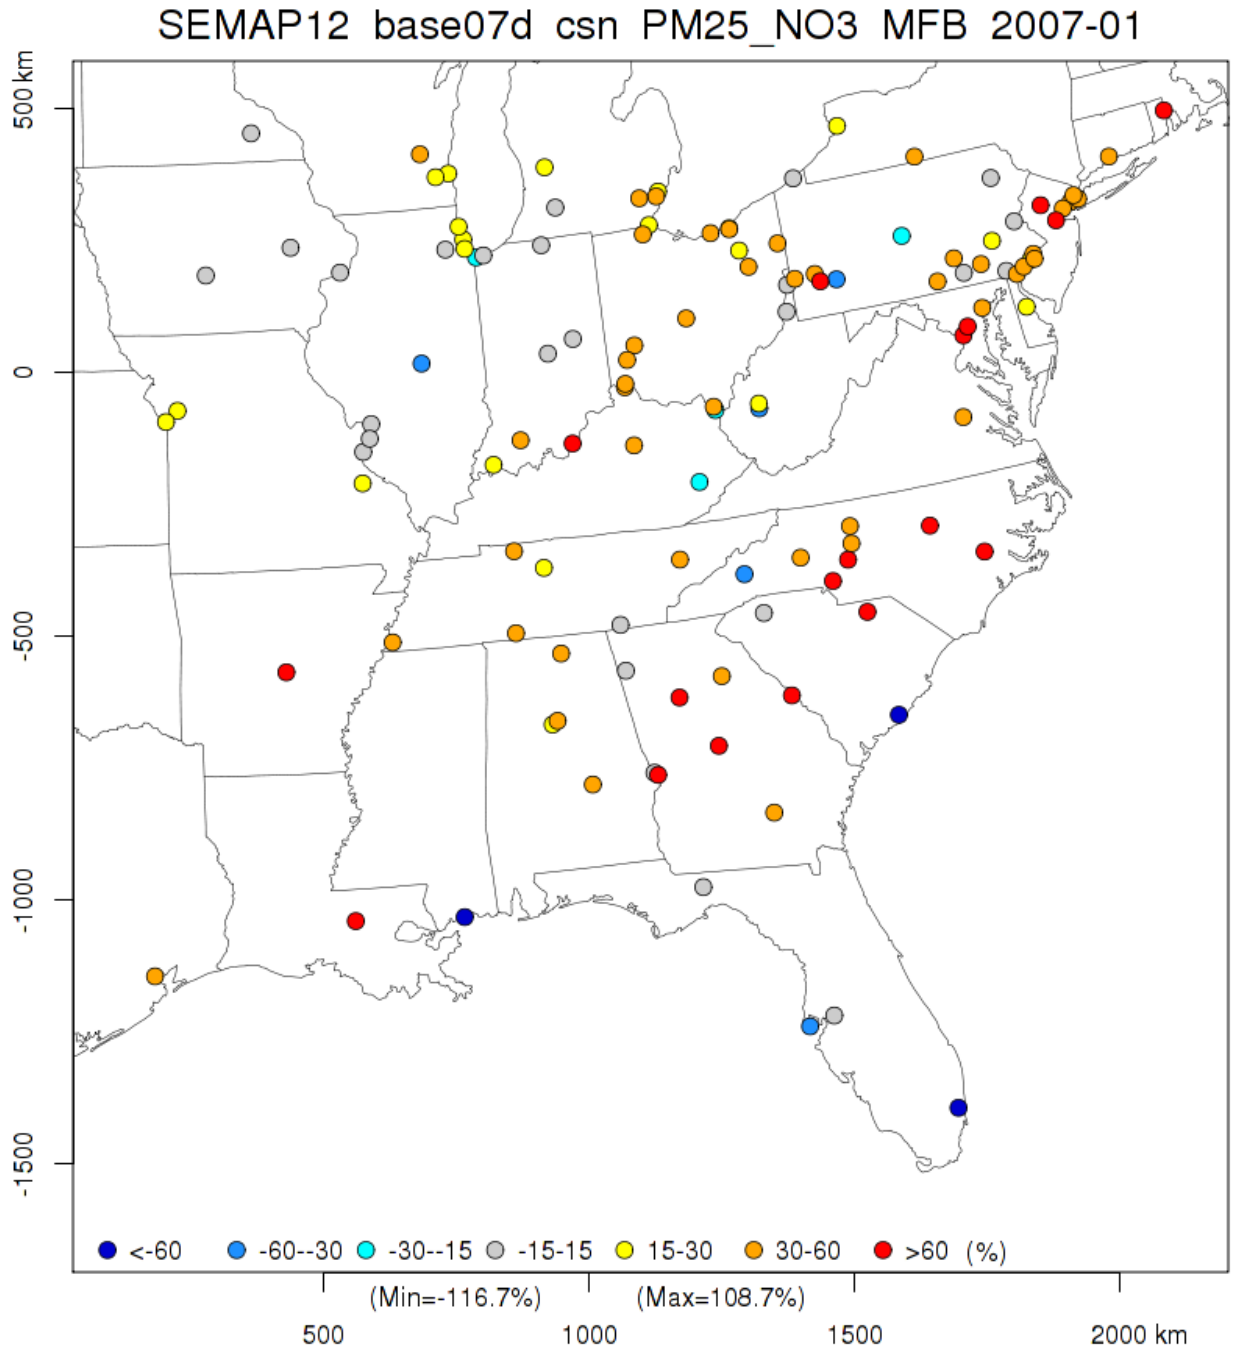 SEMAP12 base07d csn PM25_NO3 MFB 2007-01
500 km
0
-500
-1000
-1500
<-60 -60--30 -30--15 -15-15 15-30 30-60 >60 (%)
(Min=-116.7%) (Max=108.7%)
500 1000 1500 2000 km